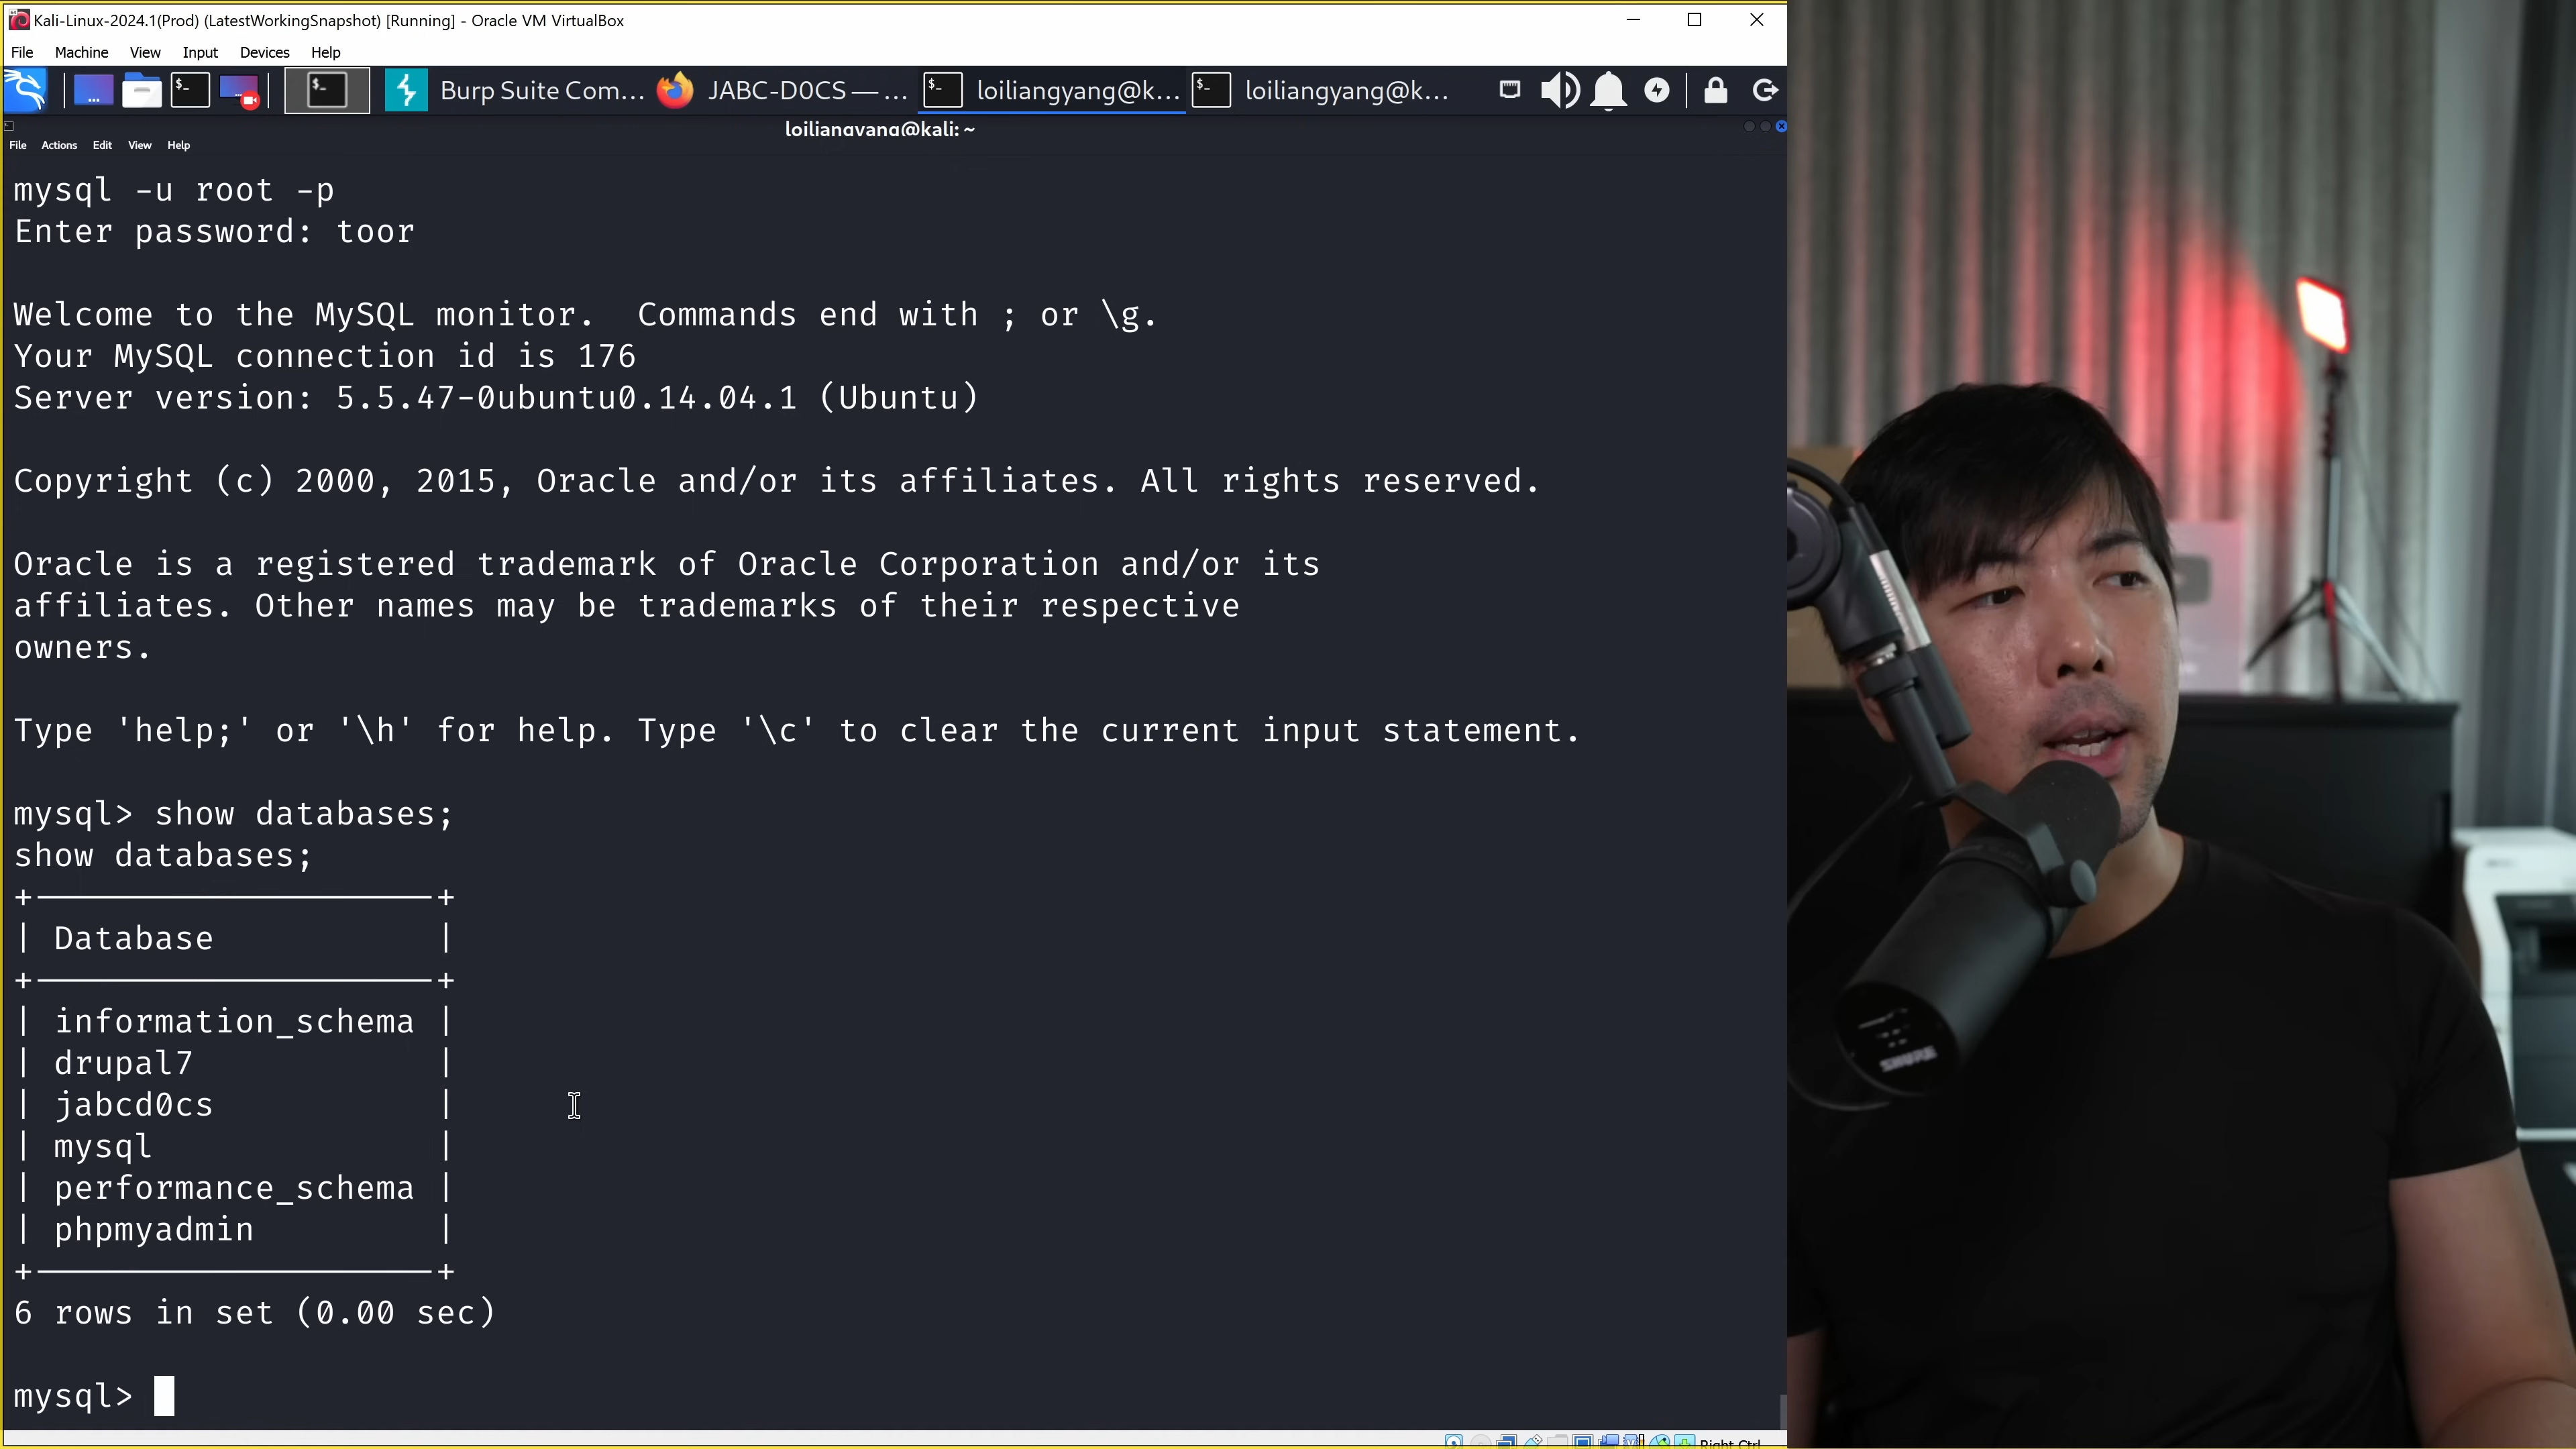 Kali-Linux-2024.1(Prod) (LatestWorkingSnapshot) [Running] - Oracle VM VirtualBox
File Machine View Input Devices Help
Burp Suite Com... JABC-D0CS — ... loiliangyang@k... loiliangyang@k...
loiliangyang@kali: ~
File Actions Edit View Help
mysql -u root -p
Enter password: toor
Welcome to the MySQL monitor.  Commands end with ; or \g.
Your MySQL connection id is 176
Server version: 5.5.47-0ubuntu0.14.04.1 (Ubuntu)
Copyright (c) 2000, 2015, Oracle and/or its affiliates. All rights reserved.
Oracle is a registered trademark of Oracle Corporation and/or its
affiliates. Other names may be trademarks of their respective
owners.
Type 'help;' or '\h' for help. Type '\c' to clear the current input statement.
mysql> show databases;
show databases;
| Database |
| information_schema |
| drupal7 |
| jabcd0cs |
| mysql |
| performance_schema |
| phpmyadmin |
6 rows in set (0.00 sec)
mysql>
Right Ctrl
SHURE